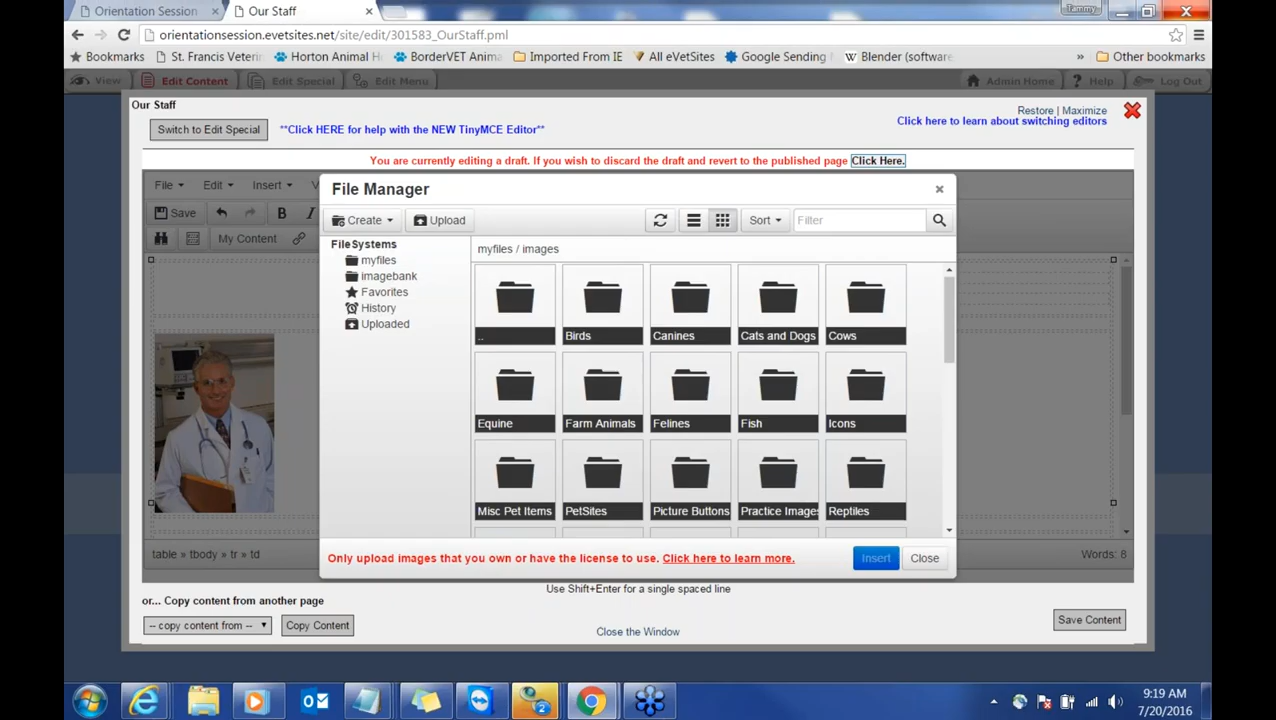 Orientation Session
Our Staff
Tammy
orientationsession.evetsites.net/site/edit/301583_OurStaff.pml
Bookmarks St. Francis Veterin Horton Animal H BorderVET Anima Imported From IE All eVetSites Google Sending W Blender (software » Other bookmarks
View Edit Content Edit Special Edit Menu Admin Home Help Log Out
Our Staff
Restore | Maximize
Switch to Edit Special **Click HERE for help with the NEW TinyMCE Editor** Click here to learn about switching editors
You are currently editing a draft. If you wish to discard the draft and revert to the published page Click Here.
File Edit Insert V
Save B I
My Content
File Manager
Create Upload Sort Filter
FileSystems
myfiles
imagebank
Favorites
History
Uploaded
myfiles / images
.. Birds Canines Cats and Dogs Cows
Equine Farm Animals Felines Fish Icons
Misc Pet Items PetSites Picture Buttons Practice Images Reptiles
Only upload images that you own or have the license to use. Click here to learn more. Insert Close
table » tbody » tr » td Words: 8
Use Shift+Enter for a single spaced line
or... Copy content from another page
-- copy content from -- Copy Content
Close the Window
Save Content
2
9:19 AM
7/20/2016